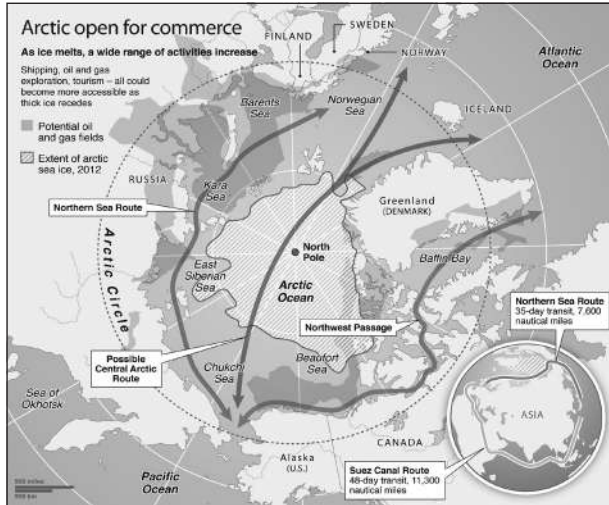 Arctic open for commerce
As ice melts, a wide range of activities increase
Shipping, oil and gas
exploration, tourism – all could
become more accessible as
thick ice recedes
Potential oil
and gas fields
Extent of arctic
sea ice, 2012
FINLAND
SWEDEN
NORWAY
Atlantic
Ocean
Barents
Sea
Norwegian
Sea
ICELAND
RUSSIA
Kara
Sea
Northern Sea Route
Greenland
(DENMARK)
Arctic Circle
North
Pole
East
Siberian
Sea
Arctic
Ocean
Baffin Bay
Northwest Passage
Northern Sea Route
35-day transit, 7,600
nautical miles
Possible
Central Arctic
Route
Chukchi
Sea
Beaufort
Sea
Sea of
Okhotsk
ASIA
CANADA
Alaska
(U.S.)
Suez Canal Route
48-day transit, 11,300
nautical miles
Pacific
Ocean
500 miles
500 km